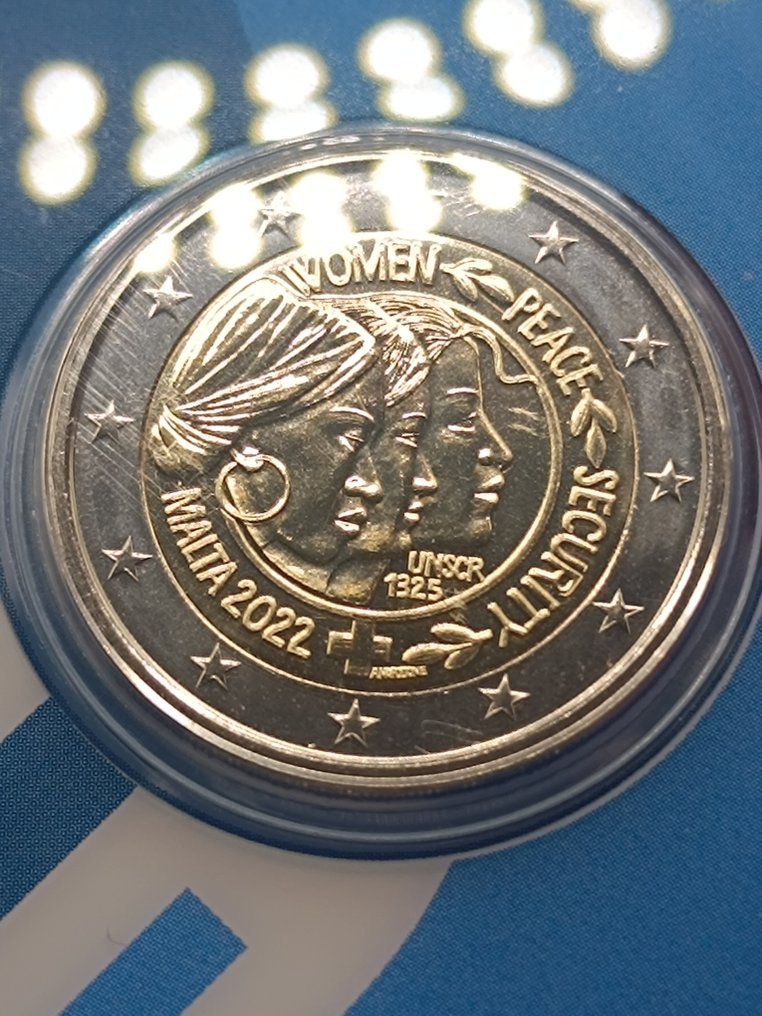 WOMEN PEACE SECURITY
MALTA 2022
UNSCR
1325